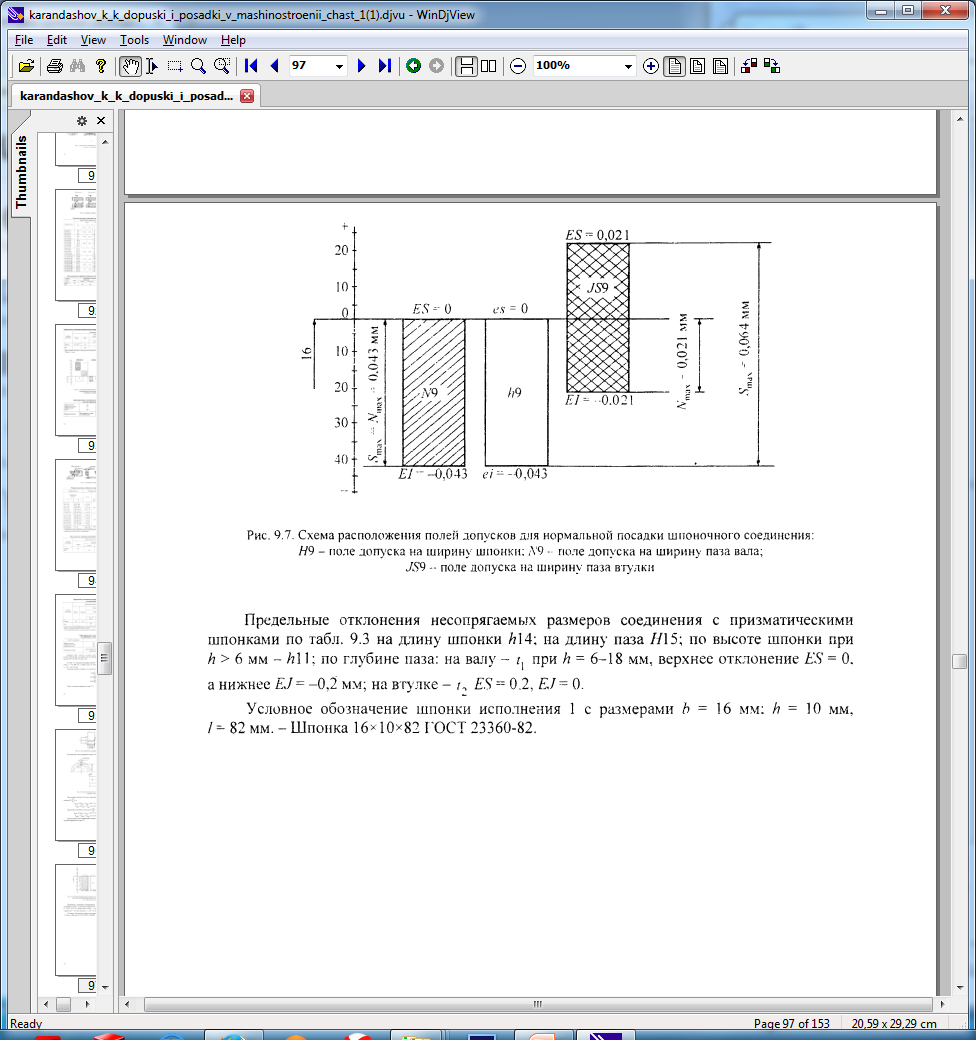 karandashov_k_k_dopuski_i_posadki_v_mashinostroenii_chast_1(1).djvu - WinDjView
File Edit View Tools Window Help
97
100%
karandashov_k_k_dopuski_i_posad...
Thumbnails
9
9
9
9
9
9
9
+
20
10
0
10
20
30
40
–
16
Smax = Nmax = 0,043 мм
ES = 0
N9
EI = –0,043
es = 0
h9
ei = –0,043
ES = 0,021
JS9
EI = –0,021
Nmax = 0,021 мм
Smax = 0,064 мм
Рис. 9.7. Схема расположения полей допусков для нормальной посадки шпоночного соединения:
H9 – поле допуска на ширину шпонки; N9 – поле допуска на ширину паза вала;
JS9 – поле допуска на ширину паза втулки
Предельные отклонения несопрягаемых размеров соединения с призматическими
шпонками по табл. 9.3 на длину шпонки h14; на длину паза H15; по высоте шпонки при
h > 6 мм – h11; по глубине паза: на валу – t1 при h = 6–18 мм, верхнее отклонение ES = 0,
а нижнее EJ = –0,2 мм; на втулке – t2 ES = 0,2, EJ = 0.
Условное обозначение шпонки исполнения 1 с размерами b = 16 мм; h = 10 мм,
l = 82 мм. – Шпонка 16×10×82 ГОСТ 23360-82.
Ready
Page 97 of 153
20,59 x 29,29 cm